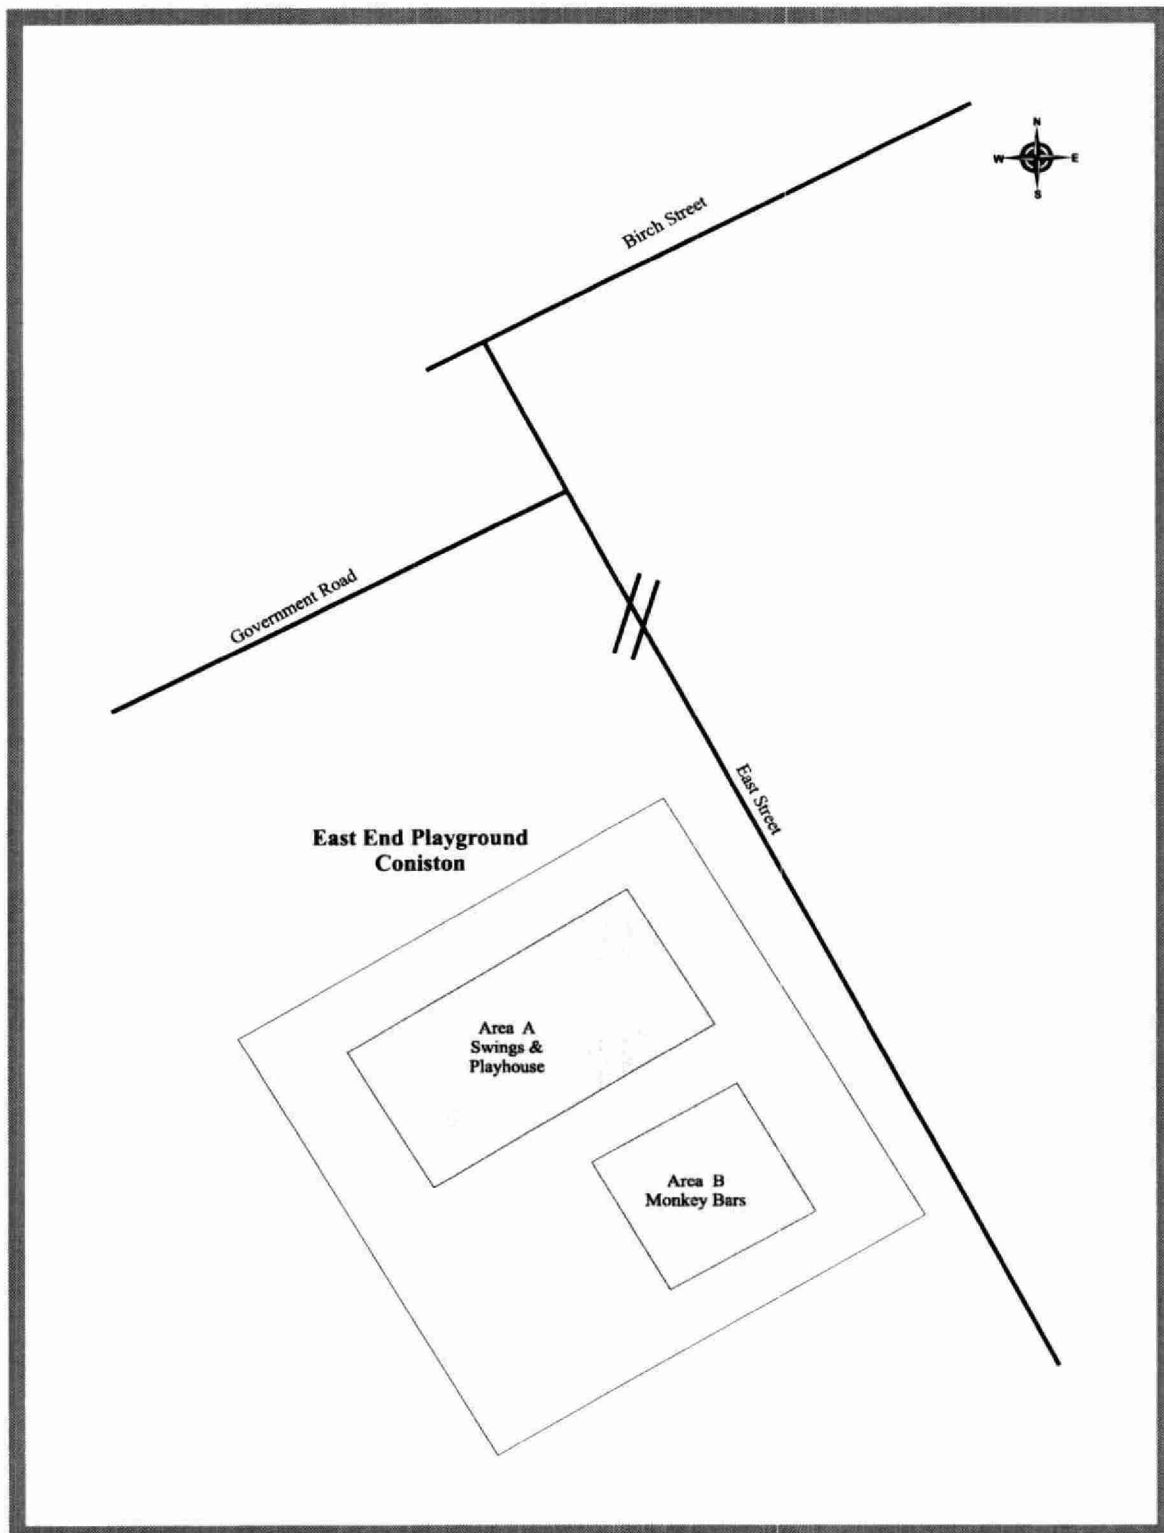 N
W E
S
Birch Street
Government Road
East Street
East End Playground
Coniston
Area A
Swings &
Playhouse
Area B
Monkey Bars